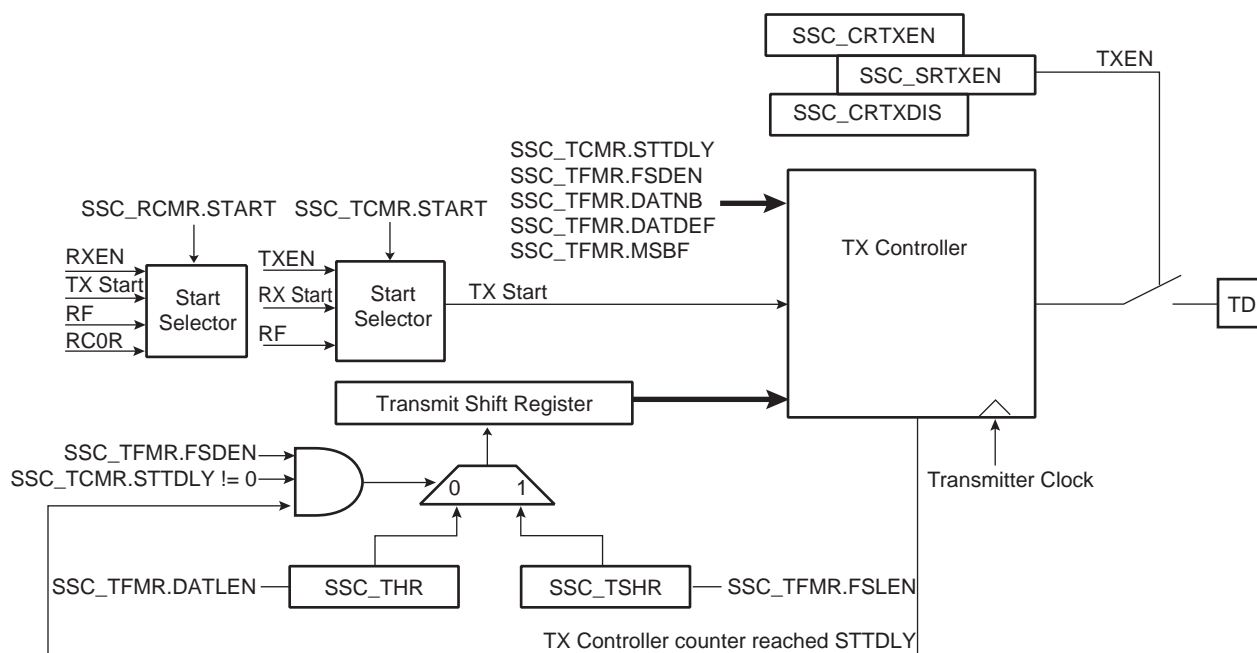 SSC_CRTXEN
SSC_SRTXEN
TXEN
SSC_CRTXDIS
SSC_TCMR.STTDLY
SSC_TFMR.FSDEN
SSC_TFMR.DATNB
SSC_TFMR.DATDEF
SSC_TFMR.MSBF
SSC_RCMR.START
SSC_TCMR.START
TX Controller
RXEN
TX Start
RF
RC0R
Start
Selector
TXEN
RX Start
RF
Start
Selector
TX Start
TD
Transmit Shift Register
SSC_TFMR.FSDEN
SSC_TCMR.STTDLY != 0
0 1
Transmitter Clock
SSC_TFMR.DATLEN
SSC_THR
SSC_TSHR
SSC_TFMR.FSLEN
TX Controller counter reached STTDLY